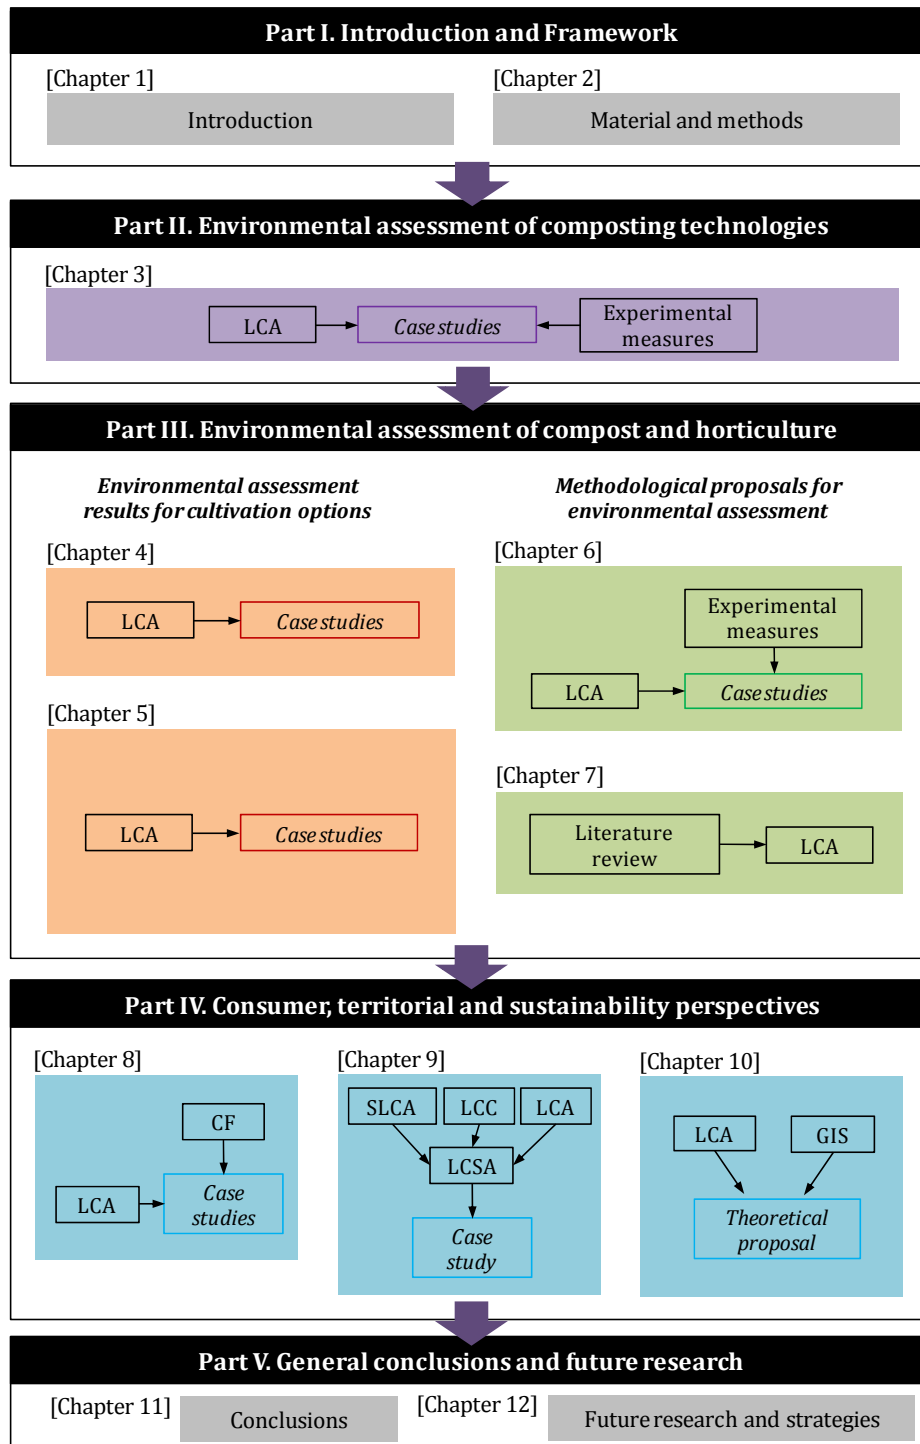 Part I. Introduction and Framework
[Chapter 1]
Introduction
[Chapter 2]
Material and methods
Part II. Environmental assessment of composting technologies
[Chapter 3]
LCA
Case studies
Experimental
measures
Part III. Environmental assessment of compost and horticulture
Environmental assessment
results for cultivation options
[Chapter 4]
LCA
Case studies
[Chapter 5]
LCA
Case studies
Methodological proposals for
environmental assessment
[Chapter 6]
Experimental
measures
LCA
Case studies
[Chapter 7]
Literature
review
LCA
Part IV. Consumer, territorial and sustainability perspectives
[Chapter 8]
CF
LCA
Case
studies
[Chapter 9]
SLCA
LCC
LCA
LCSA
Case
study
[Chapter 10]
LCA
GIS
Theoretical
proposal
Part V. General conclusions and future research
[Chapter 11]
Conclusions
[Chapter 12]
Future research and strategies